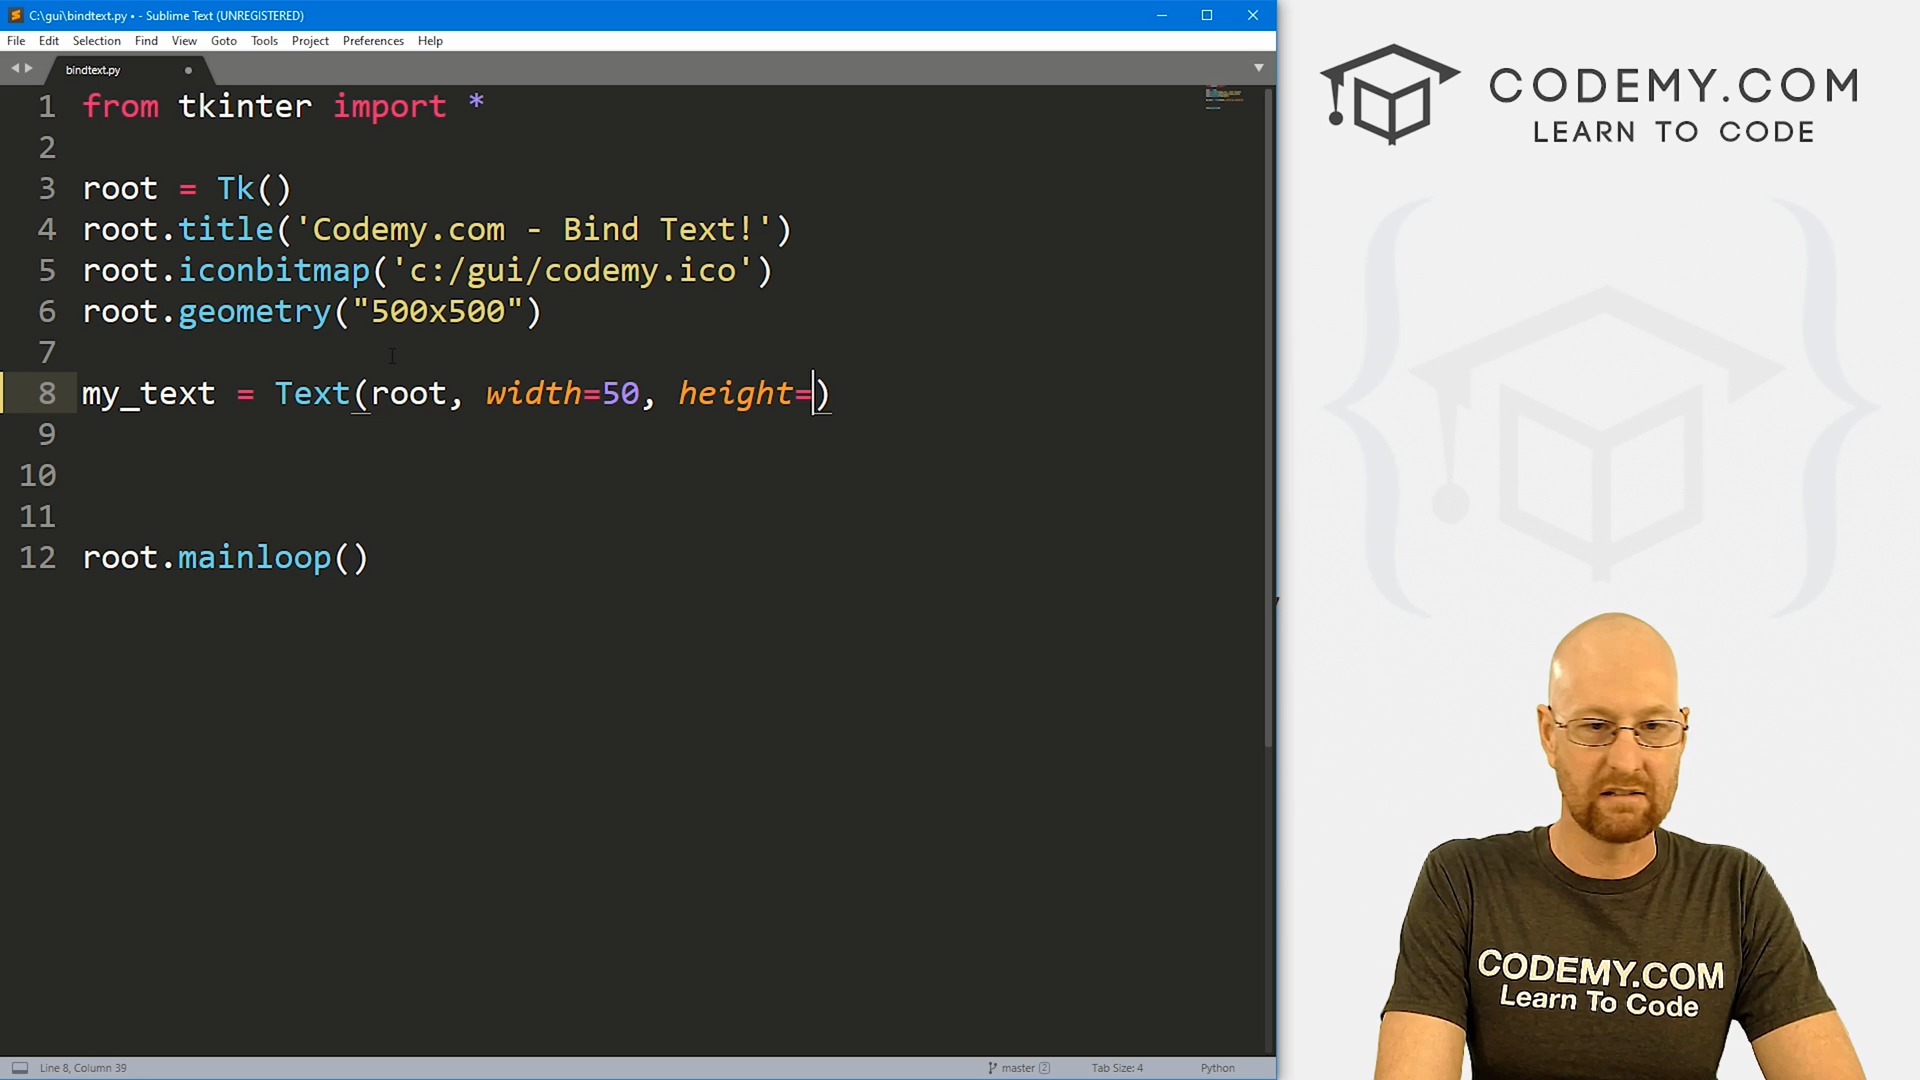 C:\gui\bindtext.py • - Sublime Text (UNREGISTERED)
File Edit Selection Find View Goto Tools Project Preferences Help
bindtext.py
1 from tkinter import *
2
3 root = Tk()
4 root.title('Codemy.com - Bind Text!')
5 root.iconbitmap('c:/gui/codemy.ico')
6 root.geometry("500x500")
7
8 my_text = Text(root, width=50, height=)
9
10
11
12 root.mainloop()
Line 8, Column 39
master 2
Tab Size: 4
Python
CODEMY.COM
LEARN TO CODE
CODEMY.COM
Learn To Code